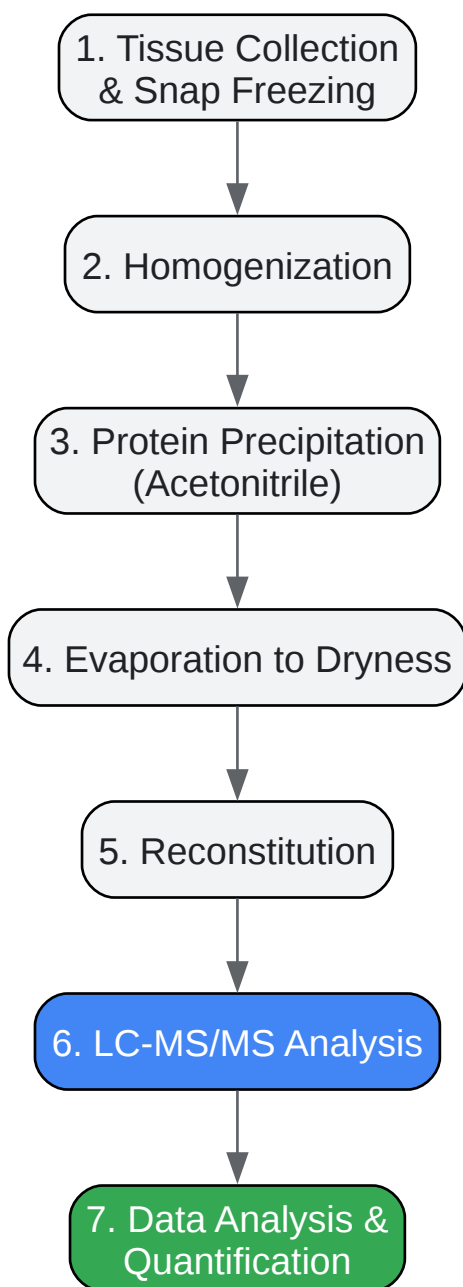 1. Tissue Collection
& Snap Freezing
2. Homogenization
3. Protein Precipitation
(Acetonitrile)
4. Evaporation to Dryness
5. Reconstitution
6. LC-MS/MS Analysis
7. Data Analysis &
Quantification